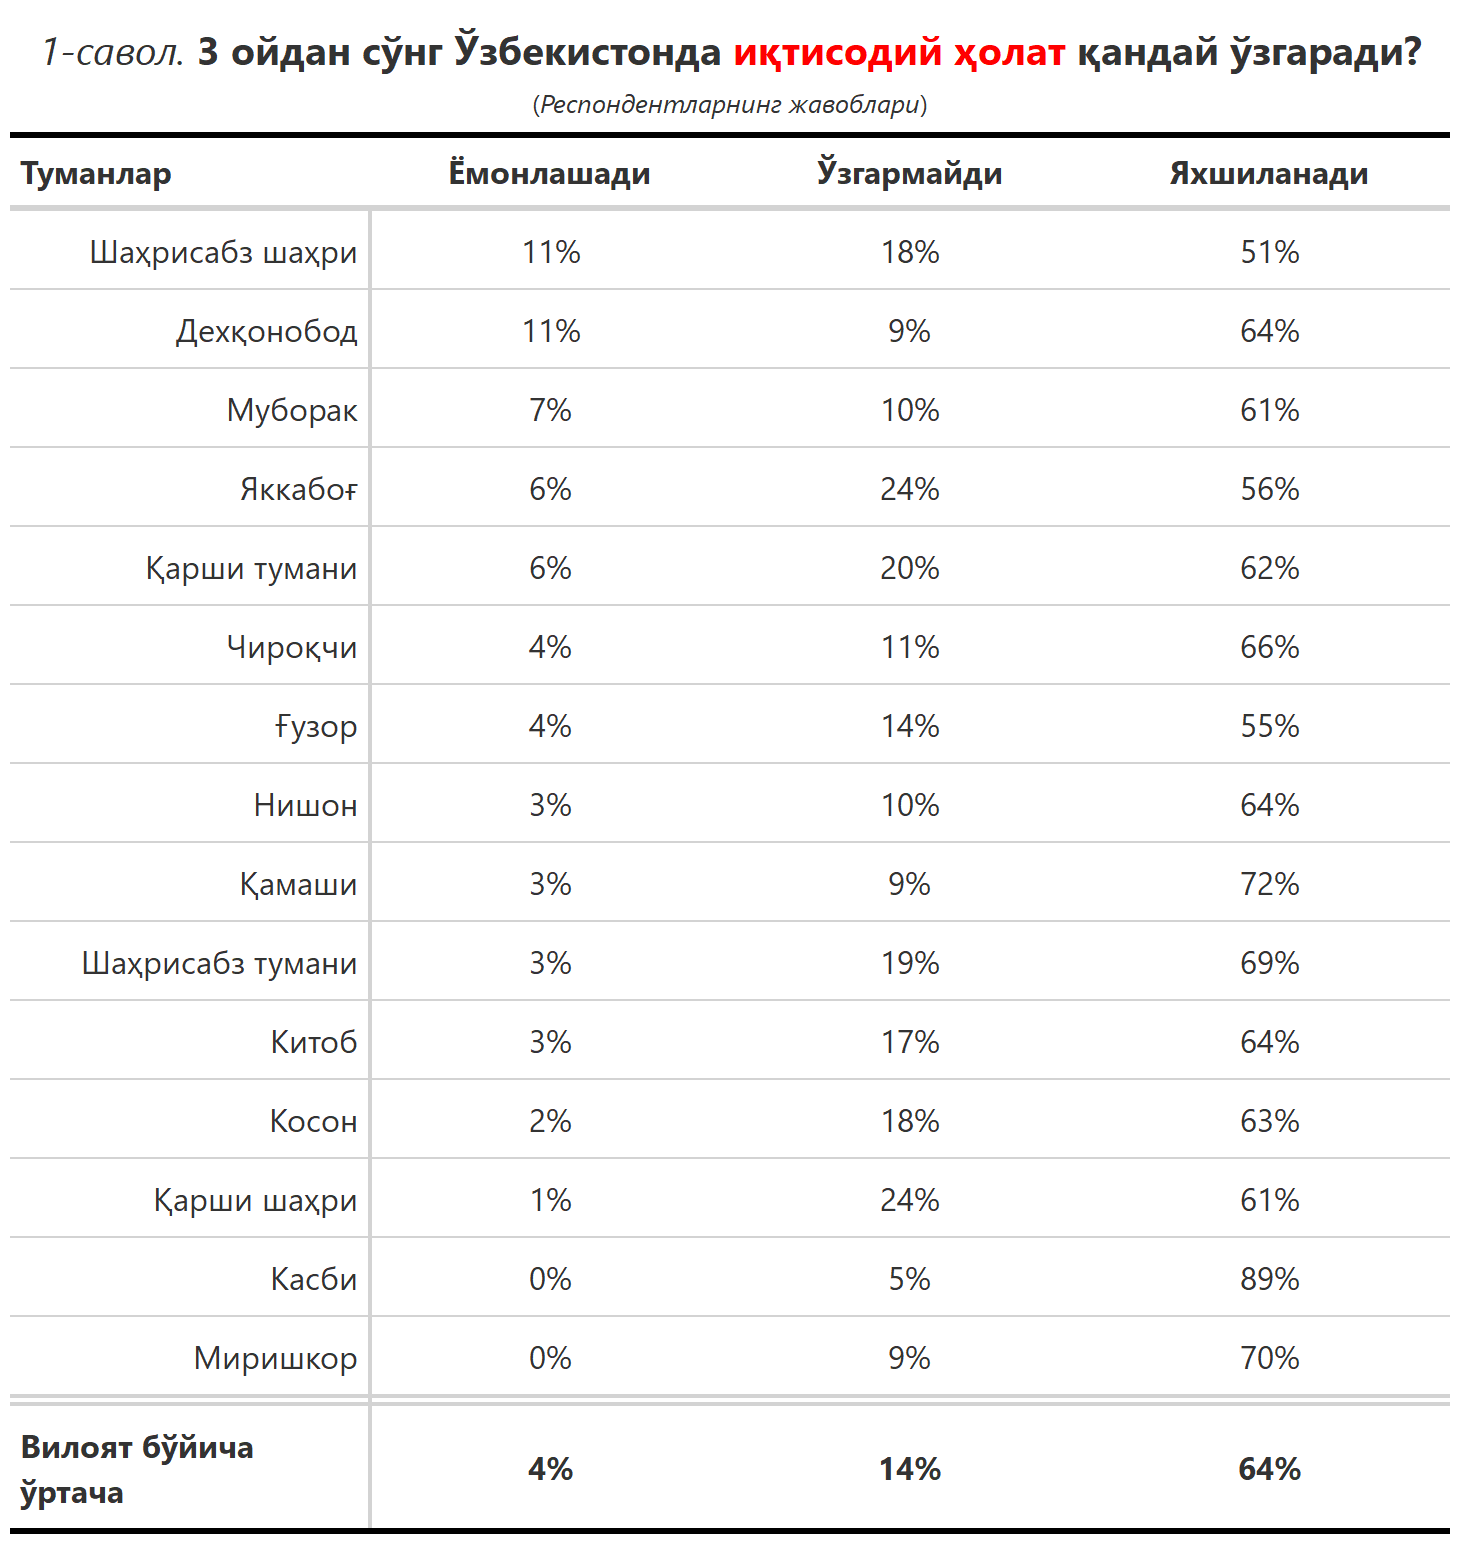 1-савол. 3 ойдан сўнг Ўзбекистонда иқтисодий ҳолат қандай ўзгаради?
(Респондентларнинг жавоблари)
Туманлар Ёмонлашади Ўзгармайди Яхшиланади
Шаҳрисабз шаҳри 11% 18% 51%
Дехқонобод 11% 9% 64%
Муборак 7% 10% 61%
Яккабоғ 6% 24% 56%
Қарши тумани 6% 20% 62%
Чироқчи 4% 11% 66%
Ғузор 4% 14% 55%
Нишон 3% 10% 64%
Қамаши 3% 9% 72%
Шаҳрисабз тумани 3% 19% 69%
Китоб 3% 17% 64%
Косон 2% 18% 63%
Қарши шаҳри 1% 24% 61%
Касби 0% 5% 89%
Миришкор 0% 9% 70%
Вилоят бўйича
ўртача 4% 14% 64%